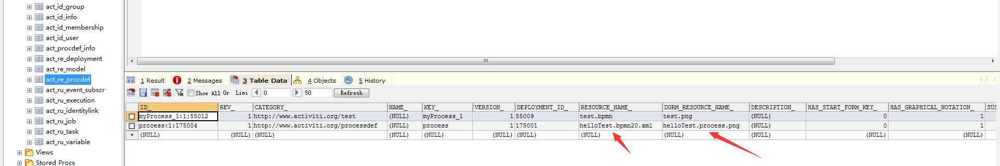 act_id_group
act_id_info
act_id_membership
act_id_user
act_procdef_info
act_re_deployment
act_re_model
act_re_procdef
act_ru_event_subscr
act_ru_execution
act_ru_identitylink
act_ru_job
act_ru_task
act_ru_variable
Views
Stored Procs
1 Result 2 Messages 3 Table Data 4 Objects 5 History
Show All Or Limi 0 50 Refresh
ID_ REV_ CATEGORY_ NAME_ KEY_ VERSION_ DEPLOYMENT_ID_ RESOURCE_NAME_ DGRM_RESOURCE_NAME_ DESCRIPTION_ HAS_START_FORM_KEY_ HAS_GRAPHICAL_NOTATION_ SUS
myProcess_1:1:55012 1 http://www.activiti.org/test (NULL) myProcess_1 1 55009 test.bpmn test.png (NULL) 0 1
process:1:175004 1 http://www.activiti.org/processdef (NULL) process 1 175001 helloTest.bpmn20.xml helloTest.process.png (NULL) 0 1
* (NULL) (NULL) (NULL) (NULL) (NULL) (NULL) (NULL) (NULL) (NULL) (NULL) (NULL) (NULL)